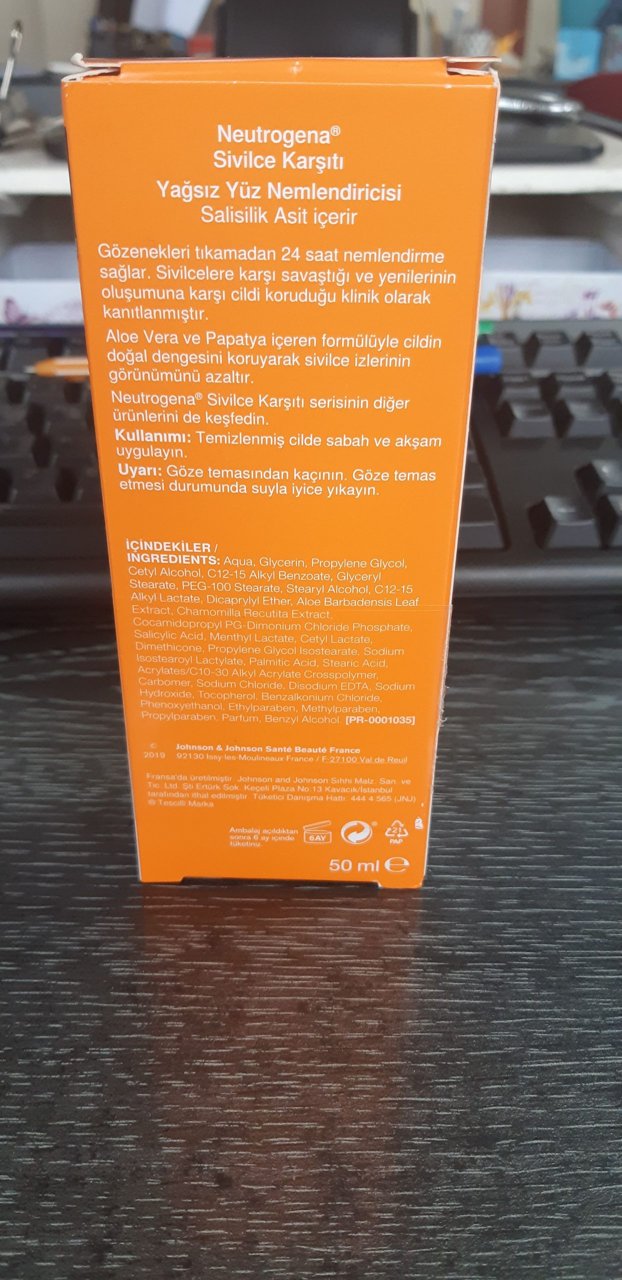 Neutrogena®
Sivilce Karşıtı
Yağsız Yüz Nemlendiricisi
Salisilik Asit içerir
Gözenekleri tıkamadan 24 saat nemlendirme
sağlar. Sivilcelere karşı savaştığı ve yenilerinin
oluşumuna karşı cildi koruduğu klinik olarak
kanıtlanmıştır.
Aloe Vera ve Papatya içeren formülüyle cildin
doğal dengesini koruyarak sivilce izlerinin
görünümünü azaltır.
Neutrogena® Sivilce Karşıtı serisinin diğer
ürünlerini de keşfedin.
Kullanımı: Temizlenmiş cilde sabah ve akşam
uygulayın.
Uyarı: Göze temasından kaçının. Göze temas
etmesi durumunda suyla iyice yıkayın.
İÇİNDEKİLER /
INGREDIENTS: Aqua, Glycerin, Propylene Glycol,
Cetyl Alcohol, C12-15 Alkyl Benzoate, Glyceryl
Stearate, PEG-100 Stearate, Stearyl Alcohol, C12-15
Alkyl Lactate, Dicaprylyl Ether, Aloe Barbadensis Leaf
Extract, Chamomilla Recutita Extract,
Cocamidopropyl PG-Dimonium Chloride Phosphate,
Salicylic Acid, Menthyl Lactate, Cetyl Lactate,
Dimethicone, Propylene Glycol Isostearate, Sodium
Isostearoyl Lactylate, Palmitic Acid, Stearic Acid,
Acrylates/C10-30 Alkyl Acrylate Crosspolymer,
Carbomer, Sodium Chloride, Disodium EDTA, Sodium
Hydroxide, Tocopherol, Benzalkonium Chloride,
Phenoxyethanol, Ethylparaben, Methylparaben,
Propylparaben, Parfum, Benzyl Alcohol. [PR-0001035]
© Johnson & Johnson Santé Beauté France
2019 92130 Issy-les-Moulineaux France / F-27100 Val de Reuil
Fransa'da üretilmiştir. Johnson and Johnson Sıhhi Malz. San. ve
Tic. Ltd. Şti Ertürk Sok. Keçeli Plaza No.13 Kavacık/İstanbul
tarafından ithal edilmiştir. Tüketici Danışma Hattı: 444 4 565 (JNJ)
® Tescilli Marka
Ambalaj açıldıktan
sonra 6 ay içinde
tüketiniz.
6AY
21
PAP
50 ml ℮